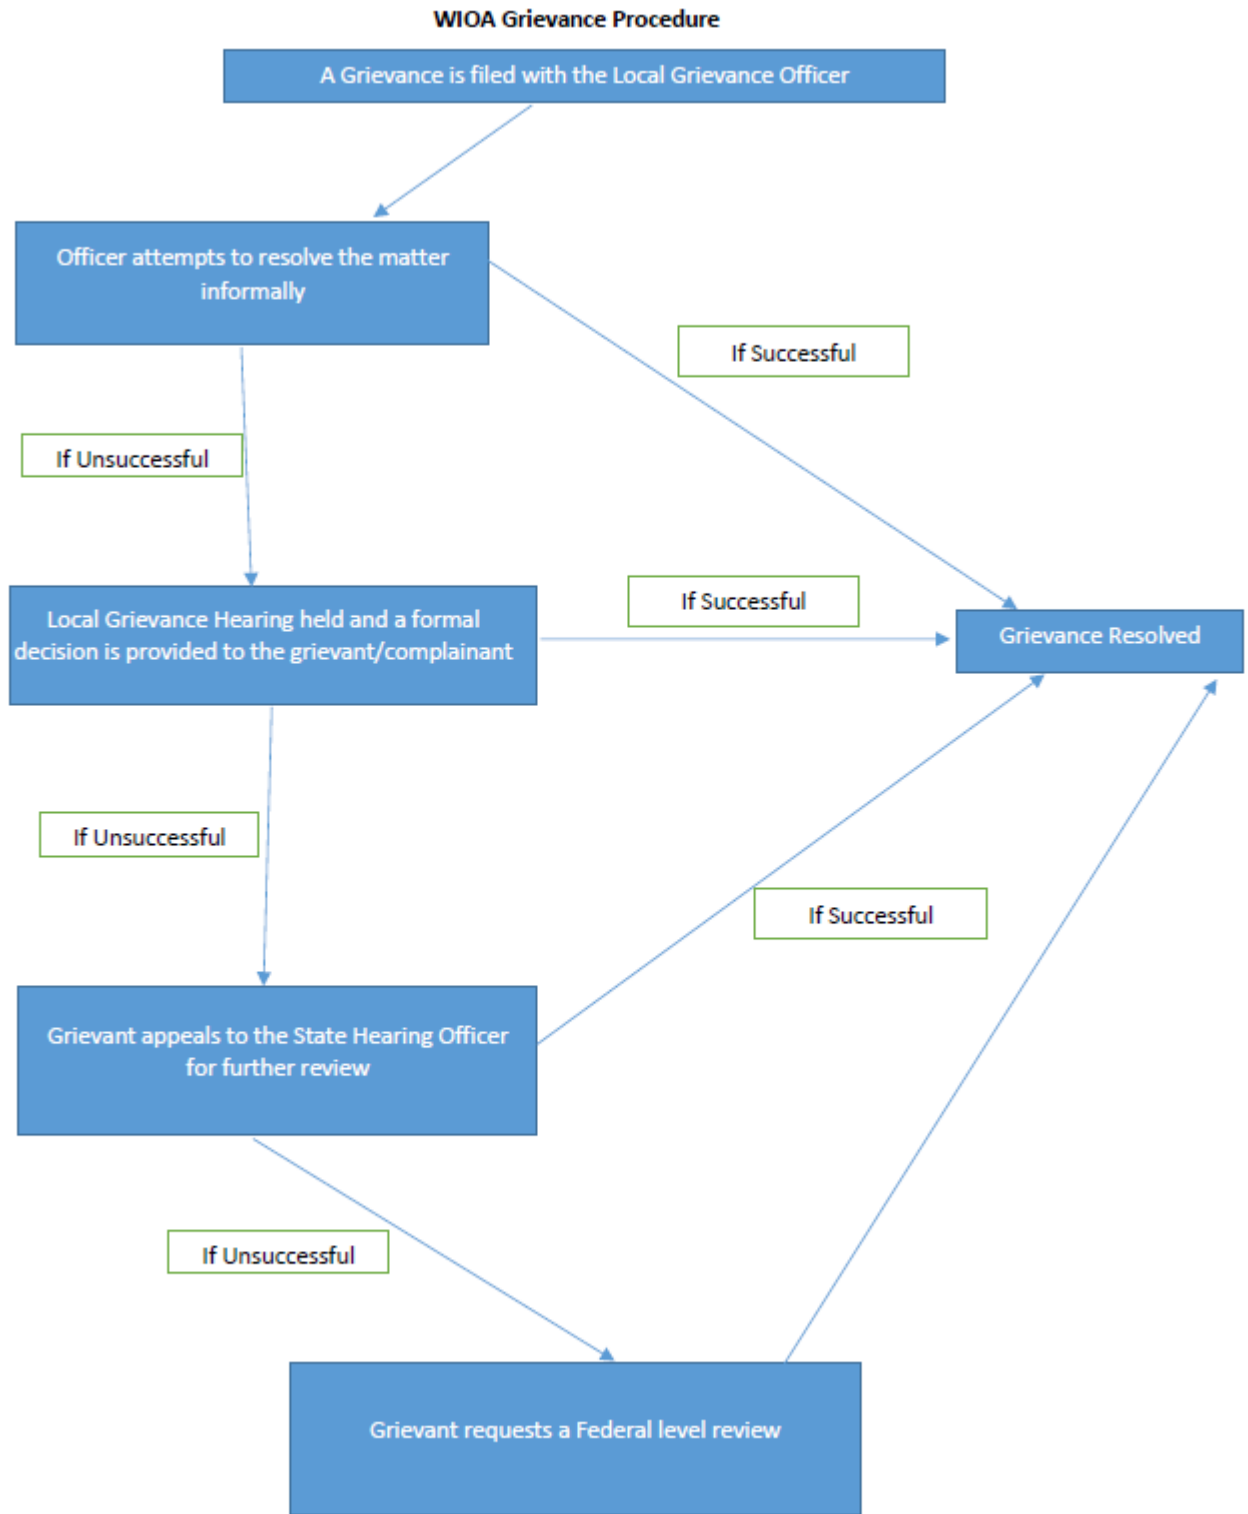 WIOA Grievance Procedure
A Grievance is filed with the Local Grievance Officer
Officer attempts to resolve the matter
informally
If Successful
If Unsuccessful
Local Grievance Hearing held and a formal
decision is provided to the grievant/complainant
If Successful
Grievance Resolved
If Unsuccessful
If Successful
Grievant appeals to the State Hearing Officer
for further review
If Unsuccessful
Grievant requests a Federal level review